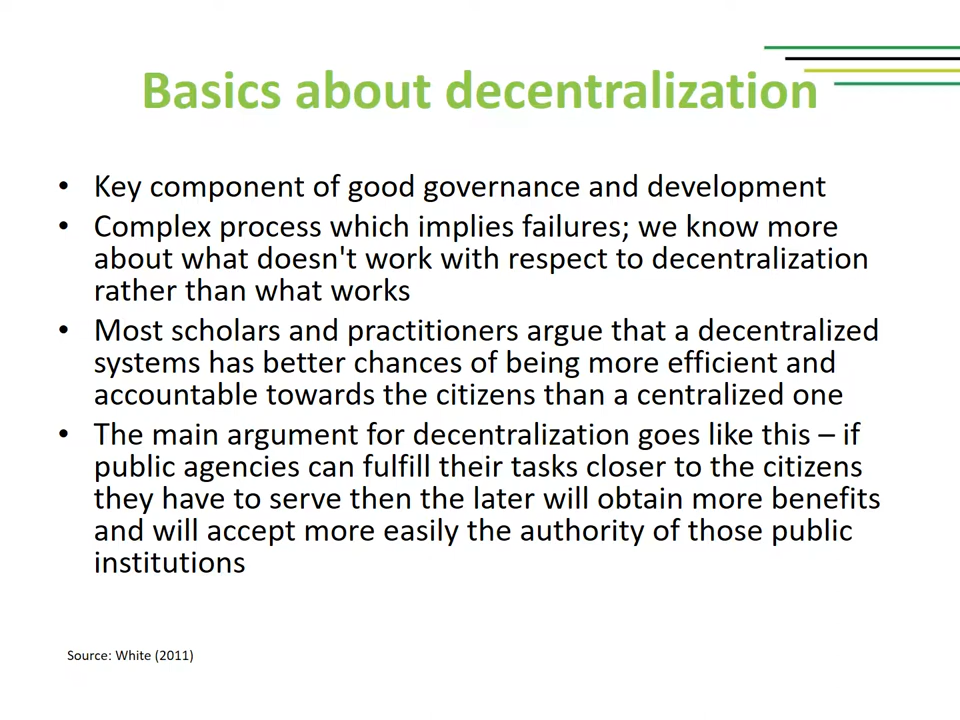 Basics about decentralization
• Key component of good governance and development
• Complex process which implies failures; we know more
about what doesn't work with respect to decentralization
rather than what works
• Most scholars and practitioners argue that a decentralized
systems has better chances of being more efficient and
accountable towards the citizens than a centralized one
• The main argument for decentralization goes like this – if
public agencies can fulfill their tasks closer to the citizens
they have to serve then the later will obtain more benefits
and will accept more easily the authority of those public
institutions
Source: White (2011)